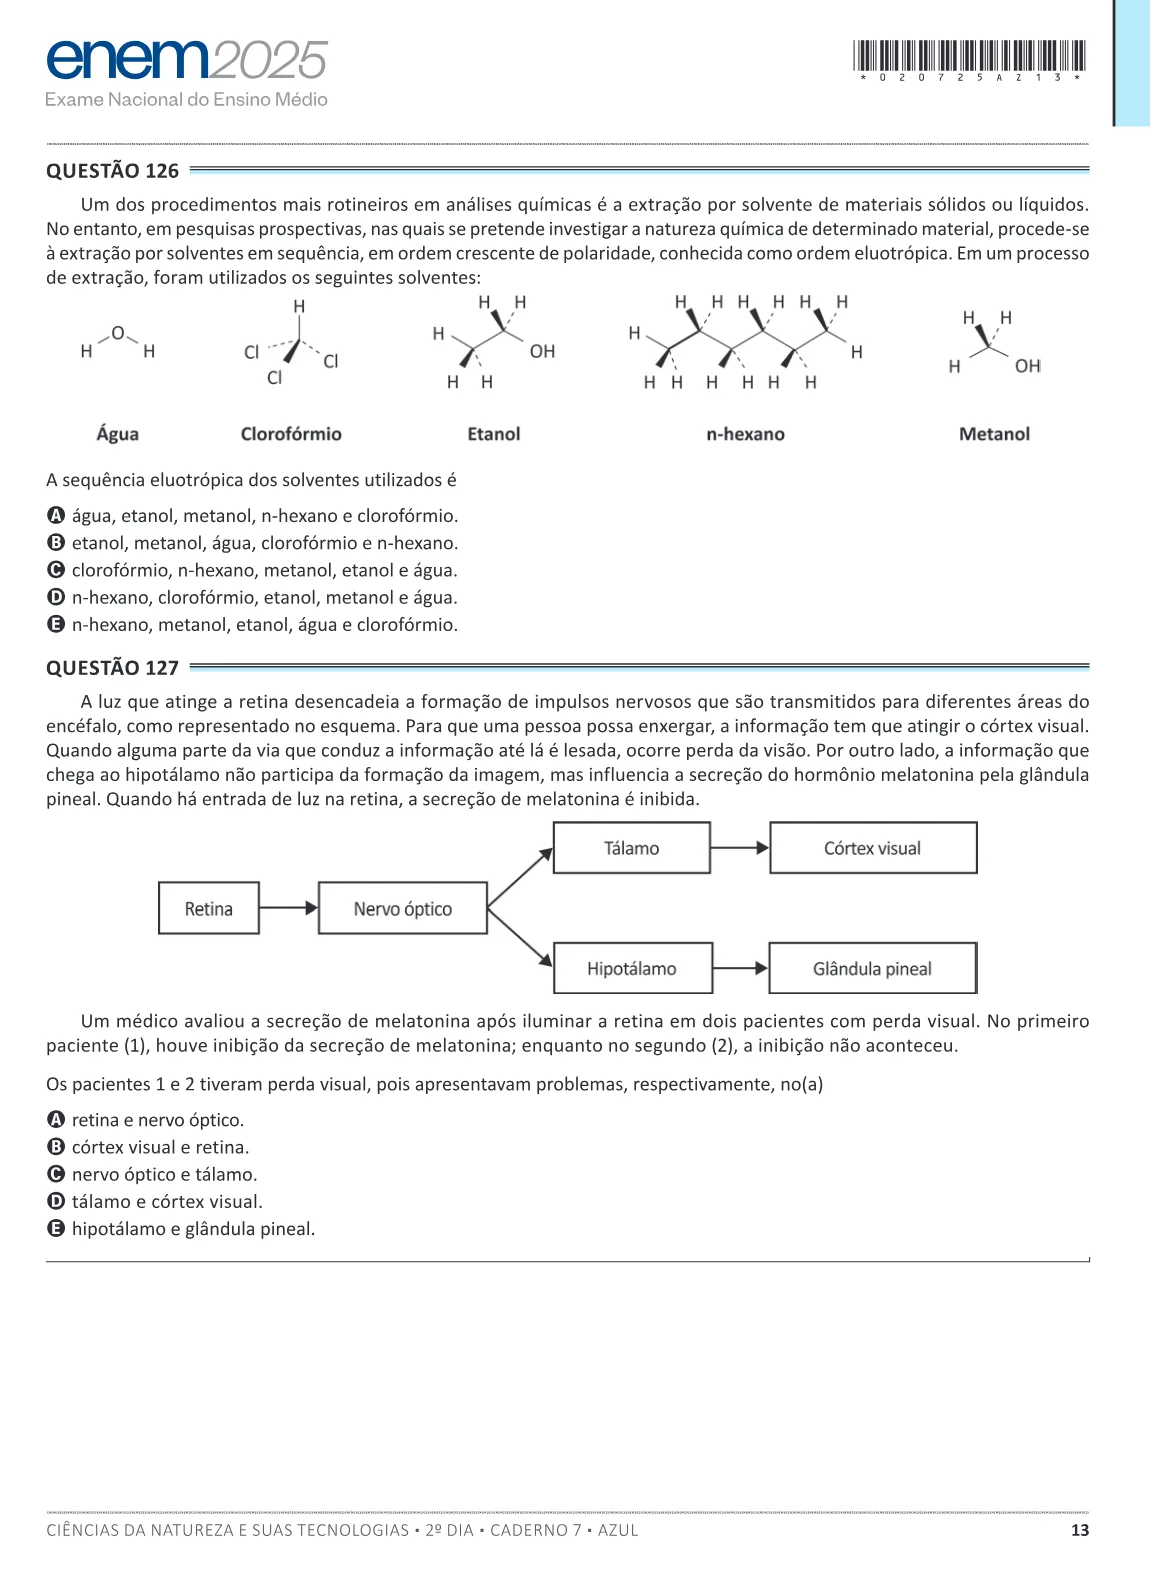 enem2025
Exame Nacional do Ensino Médio
*020725AZ13*
QUESTÃO 126
Um dos procedimentos mais rotineiros em análises químicas é a extração por solvente de materiais sólidos ou líquidos.
No entanto, em pesquisas prospectivas, nas quais se pretende investigar a natureza química de determinado material, procede-se
à extração por solventes em sequência, em ordem crescente de polaridade, conhecida como ordem eluotrópica. Em um processo
de extração, foram utilizados os seguintes solventes:
H O H
H Cl Cl Cl
H H H OH H H
H H H H H H H H H H H H H H
H H H OH
Água Clorofórmio Etanol n-hexano Metanol
A sequência eluotrópica dos solventes utilizados é
A água, etanol, metanol, n-hexano e clorofórmio.
B etanol, metanol, água, clorofórmio e n-hexano.
C clorofórmio, n-hexano, metanol, etanol e água.
D n-hexano, clorofórmio, etanol, metanol e água.
E n-hexano, metanol, etanol, água e clorofórmio.
QUESTÃO 127
A luz que atinge a retina desencadeia a formação de impulsos nervosos que são transmitidos para diferentes áreas do
encéfalo, como representado no esquema. Para que uma pessoa possa enxergar, a informação tem que atingir o córtex visual.
Quando alguma parte da via que conduz a informação até lá é lesada, ocorre perda da visão. Por outro lado, a informação que
chega ao hipotálamo não participa da formação da imagem, mas influencia a secreção do hormônio melatonina pela glândula
pineal. Quando há entrada de luz na retina, a secreção de melatonina é inibida.
Tálamo Córtex visual
Retina Nervo óptico
Hipotálamo Glândula pineal
Um médico avaliou a secreção de melatonina após iluminar a retina em dois pacientes com perda visual. No primeiro
paciente (1), houve inibição da secreção de melatonina; enquanto no segundo (2), a inibição não aconteceu.
Os pacientes 1 e 2 tiveram perda visual, pois apresentavam problemas, respectivamente, no(a)
A retina e nervo óptico.
B córtex visual e retina.
C nervo óptico e tálamo.
D tálamo e córtex visual.
E hipotálamo e glândula pineal.
CIÊNCIAS DA NATUREZA E SUAS TECNOLOGIAS • 2º DIA • CADERNO 7 • AZUL 13